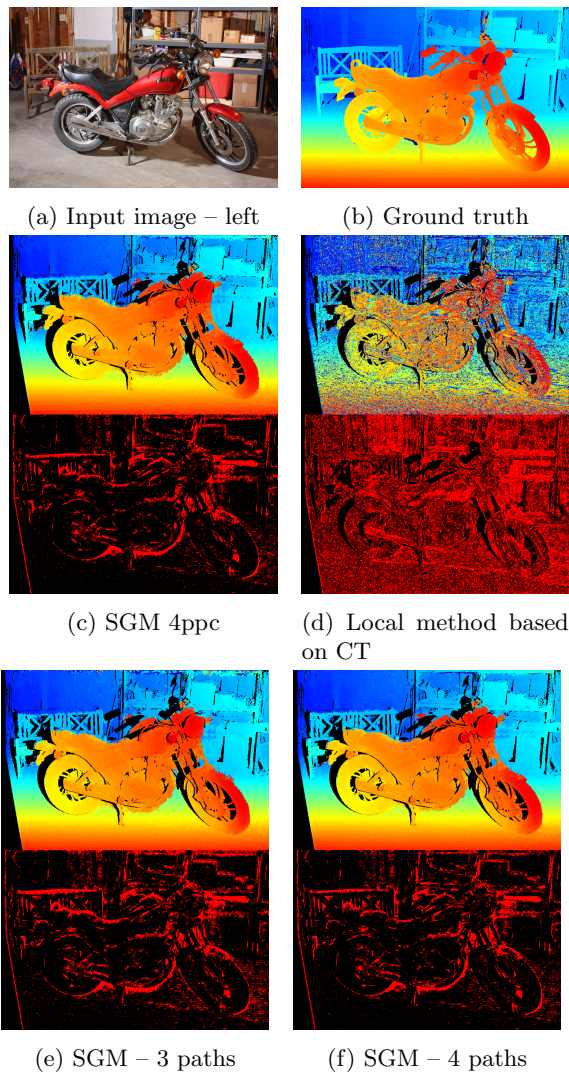 (a) Input image – left
(b) Ground truth
(c) SGM 4ppc
(d) Local method based
on CT
(e) SGM – 3 paths
(f) SGM – 4 paths